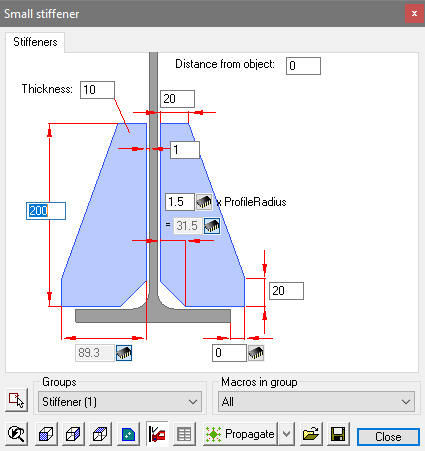 Small stiffener
x
Stiffeners
Distance from object: 0
Thickness: 10
20
1
1.5 x ProfileRadius
= 31.5
200
20
89.3
0
Groups
Macros in group
Stiffener (1)
All
Propagate
Close